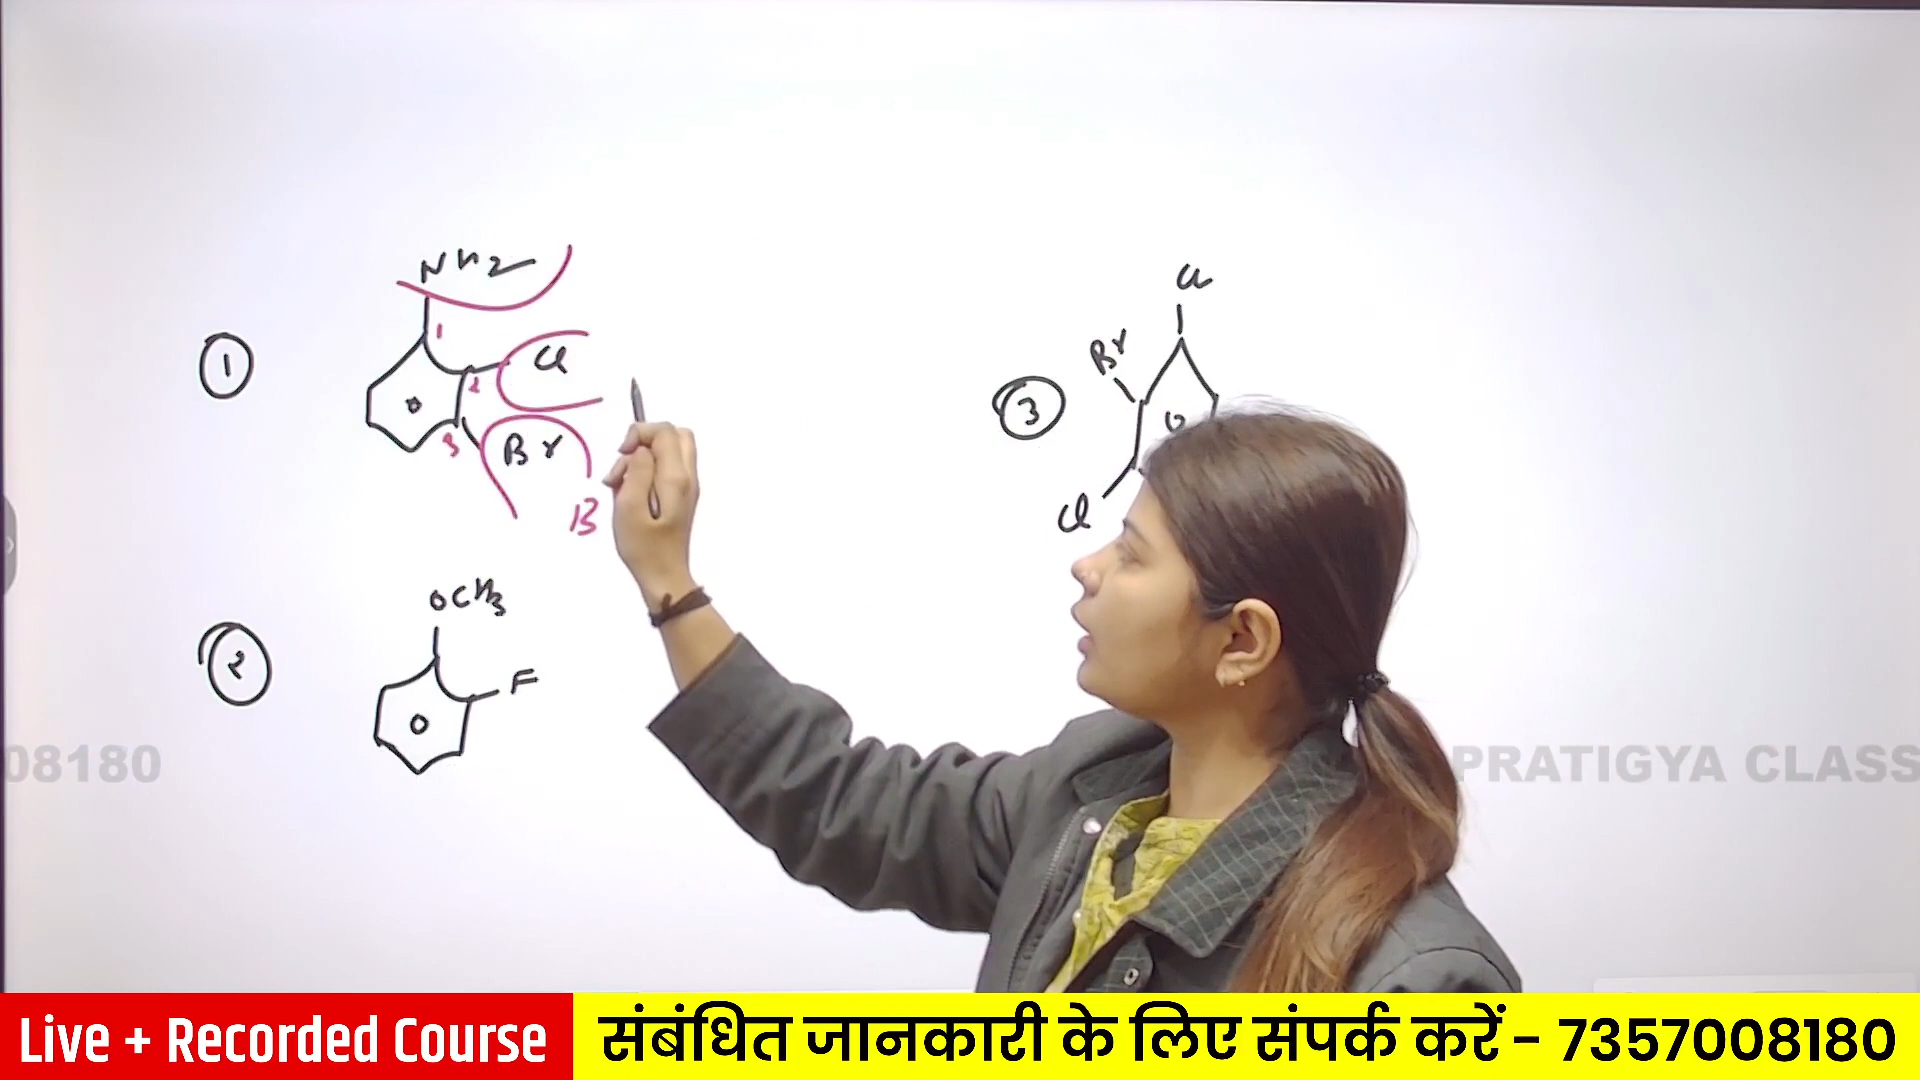 NH2
1
①
Cl
2
3
Br
B
OCH3
②
F
Cl
Br
③
Cl
08180
PRATIGYA CLASS
Live + Recorded Course
संबंधित जानकारी के लिए संपर्क करें - 7357008180